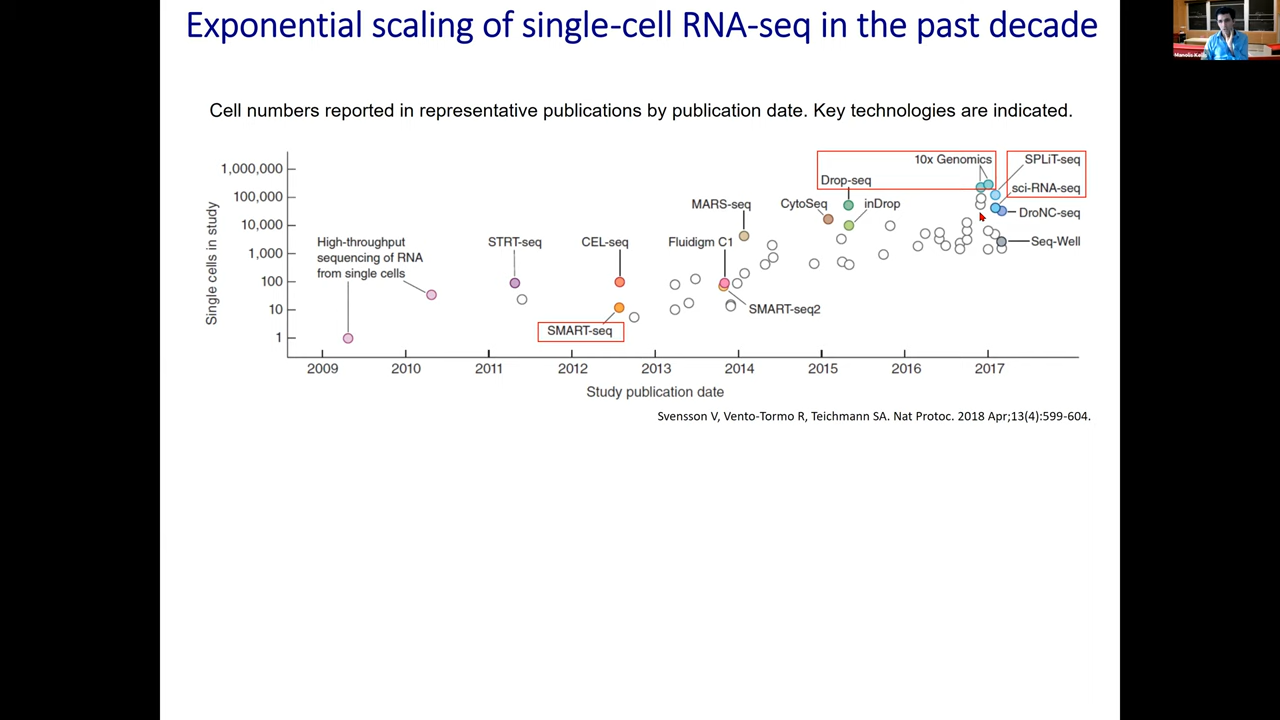 Exponential scaling of single-cell RNA-seq in the past decade
Cell numbers reported in representative publications by publication date. Key technologies are indicated.
Single cells in study
1,000,000
100,000
10,000
1,000
100
10
1
High-throughput
sequencing of RNA
from single cells
STRT-seq
CEL-seq
SMART-seq
Fluidigm C1
SMART-seq2
MARS-seq
CytoSeq
Drop-seq
inDrop
10x Genomics
SPLiT-seq
sci-RNA-seq
DroNC-seq
Seq-Well
2009 2010 2011 2012 2013 2014 2015 2016 2017
Study publication date
Svensson V, Vento-Tormo R, Teichmann SA. Nat Protoc. 2018 Apr;13(4):599-604.